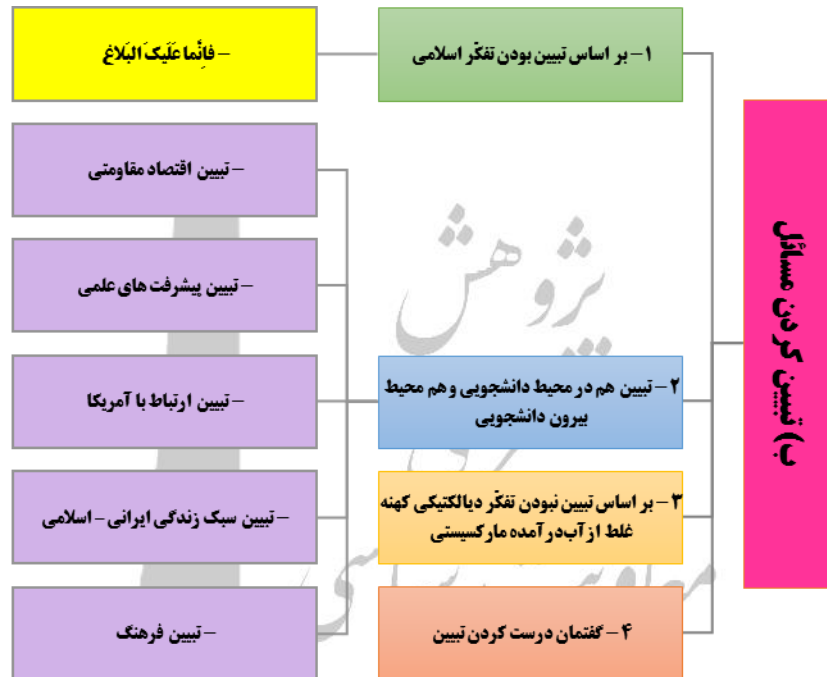 ب) تبیین کردن مسائل
۱- بر اساس تبیین بودن تفکّر اسلامی
- فَاِنَّما عَلَیکَ البَلاغ
۲- تبیین هم در محیط دانشجویی و هم محیط
بیرون دانشجویی
- تبیین اقتصاد مقاومتی
- تبیین پیشرفت های علمی
- تبیین ارتباط با آمریکا
- تبیین سبک زندگی ایرانی - اسلامی
- تبیین فرهنگ
۳- بر اساس تبیین نبودن تفکّر دیالکتیکی کهنه
غلط از آب در آمده مارکسیستی
۴- گفتمان درست کردن تبیین
پژوهش